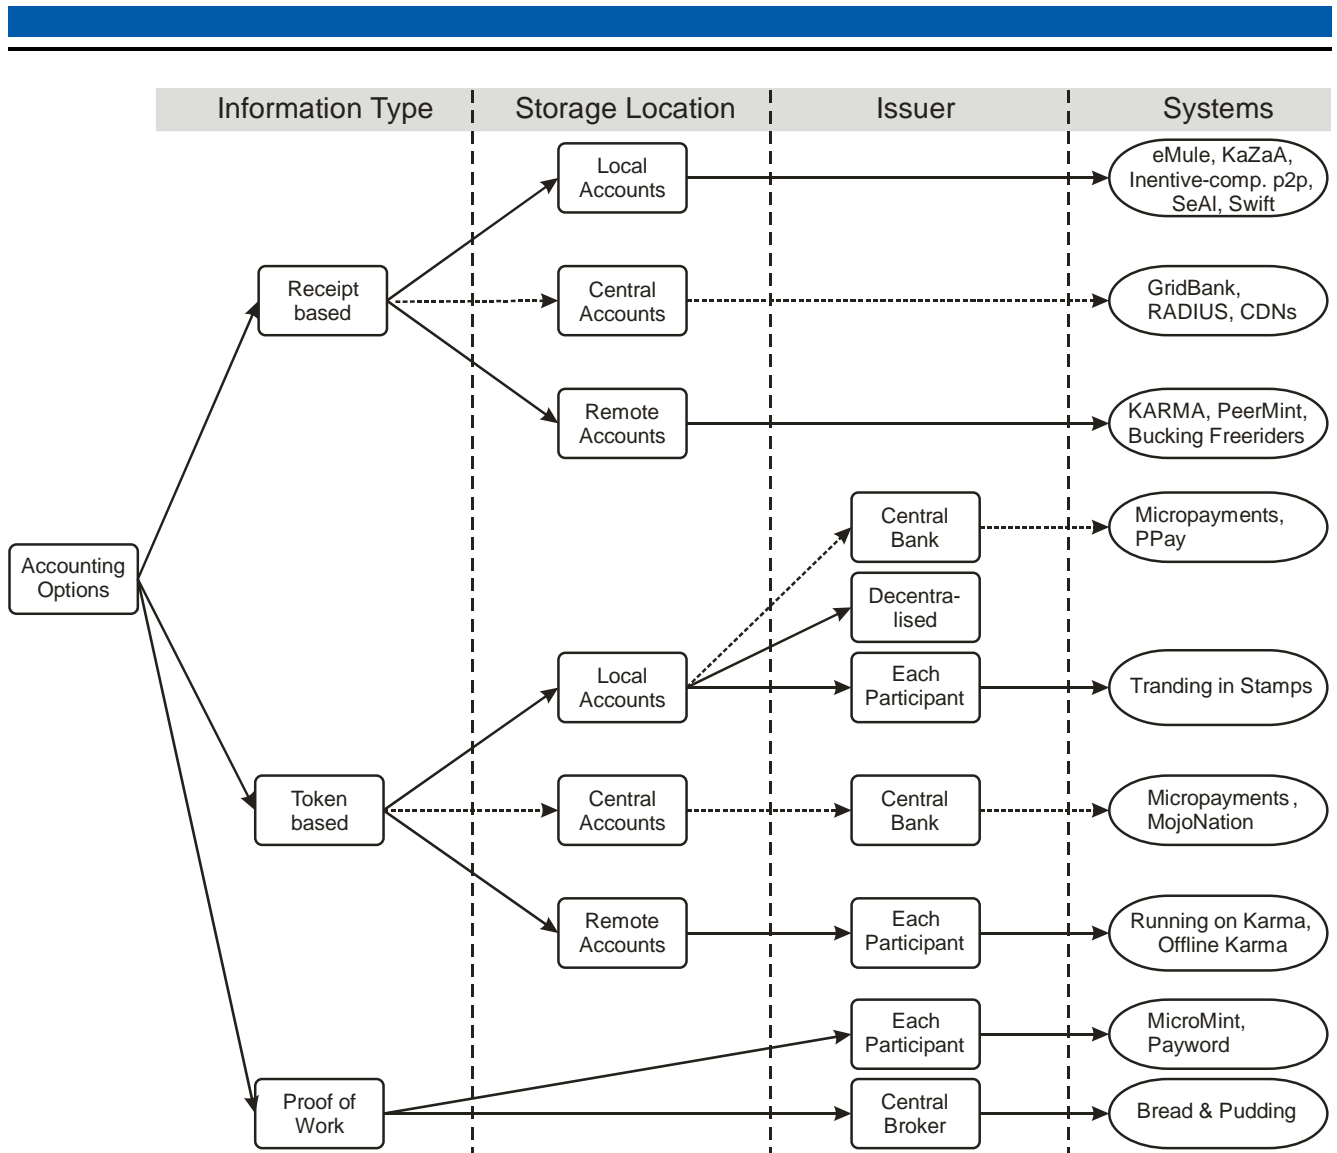 Information Type
Storage Location
Issuer
Systems
Local
Accounts
eMule, KaZaA,
Inentive-comp. p2p,
SeAl, Swift
Receipt
based
Central
Accounts
GridBank,
RADIUS, CDNs
Remote
Accounts
KARMA, PeerMint,
Bucking Freeriders
Central
Bank
Micropayments,
PPay
Accounting
Options
Decentra-
lised
Local
Accounts
Each
Participant
Tranding in Stamps
Token
based
Central
Accounts
Central
Bank
Micropayments,
MojoNation
Remote
Accounts
Each
Participant
Running on Karma,
Offline Karma
Each
Participant
MicroMint,
Payword
Proof of
Work
Central
Broker
Bread & Pudding